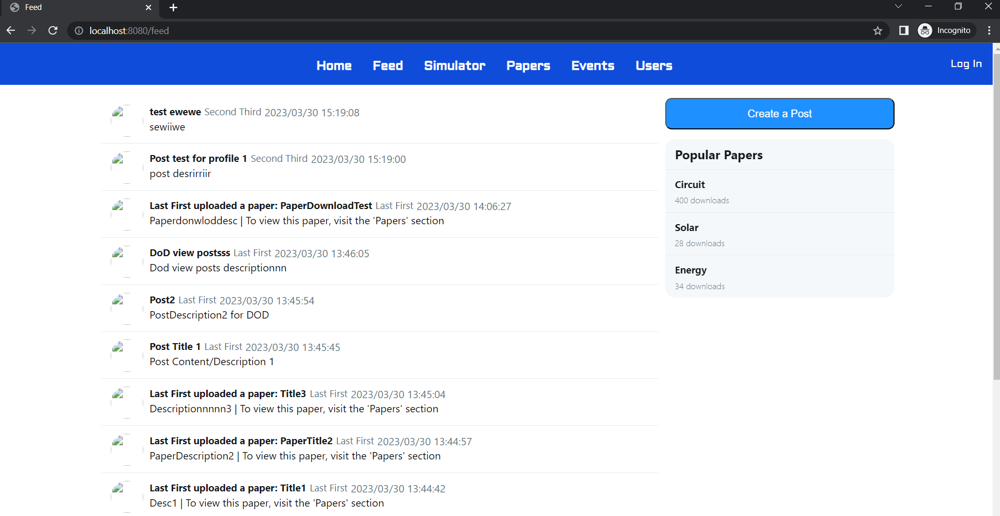 Feed
localhost:8080/feed
Incognito
Home Feed Simulator Papers Events Users
Log In
test ewewe Second Third 2023/03/30 15:19:08
sewiiwe
Post test for profile 1 Second Third 2023/03/30 15:19:00
post desrirriir
Last First uploaded a paper: PaperDownloadTest Last First 2023/03/30 14:06:27
Paperdonwloddesc | To view this paper, visit the 'Papers' section
DoD view postsss Last First 2023/03/30 13:46:05
Dod view posts descriptionnn
Post2 Last First 2023/03/30 13:45:54
PostDescription2 for DOD
Post Title 1 Last First 2023/03/30 13:45:45
Post Content/Description 1
Last First uploaded a paper: Title3 Last First 2023/03/30 13:45:04
Descriptionnnnn3 | To view this paper, visit the 'Papers' section
Last First uploaded a paper: PaperTitle2 Last First 2023/03/30 13:44:57
PaperDescription2 | To view this paper, visit the 'Papers' section
Last First uploaded a paper: Title1 Last First 2023/03/30 13:44:42
Desc1 | To view this paper, visit the 'Papers' section
Create a Post
Popular Papers
Circuit
400 downloads
Solar
28 downloads
Energy
34 downloads